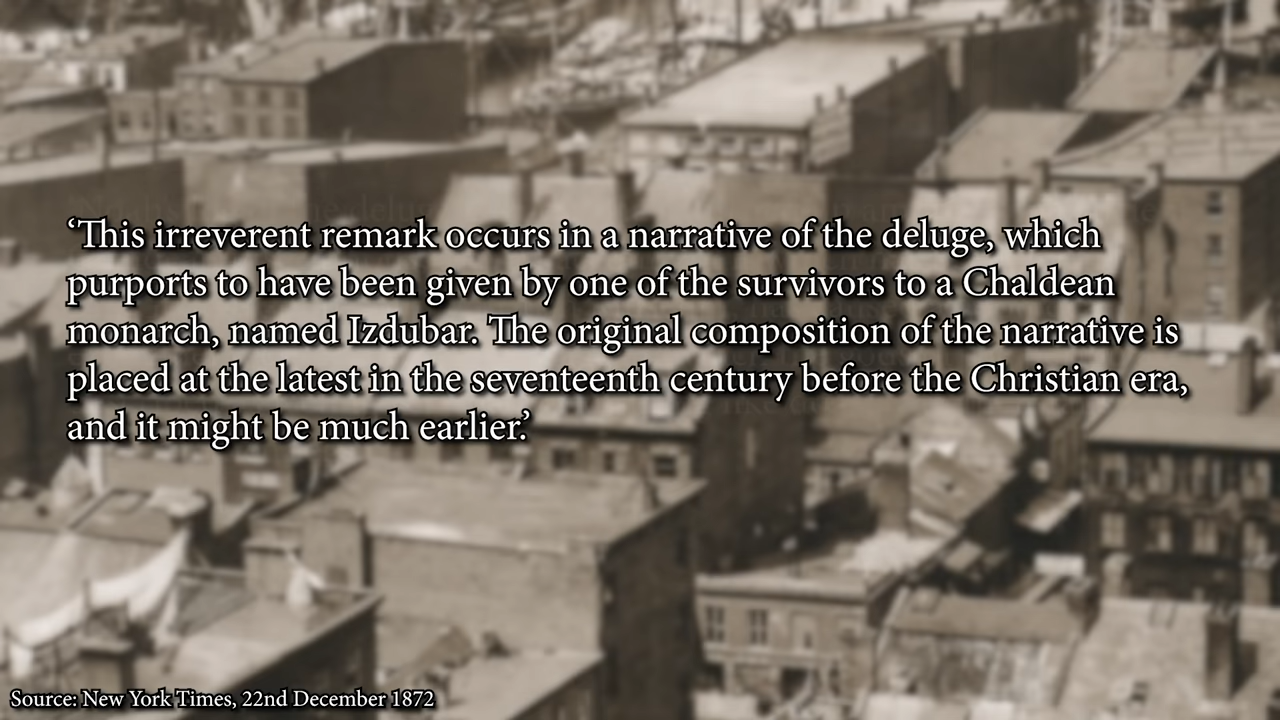 ‘This irreverent remark occurs in a narrative of the deluge, which
purports to have been given by one of the survivors to a Chaldean
monarch, named Izdubar. The original composition of the narrative is
placed at the latest in the seventeenth century before the Christian era,
and it might be much earlier.’
Source: New York Times, 22nd December 1872